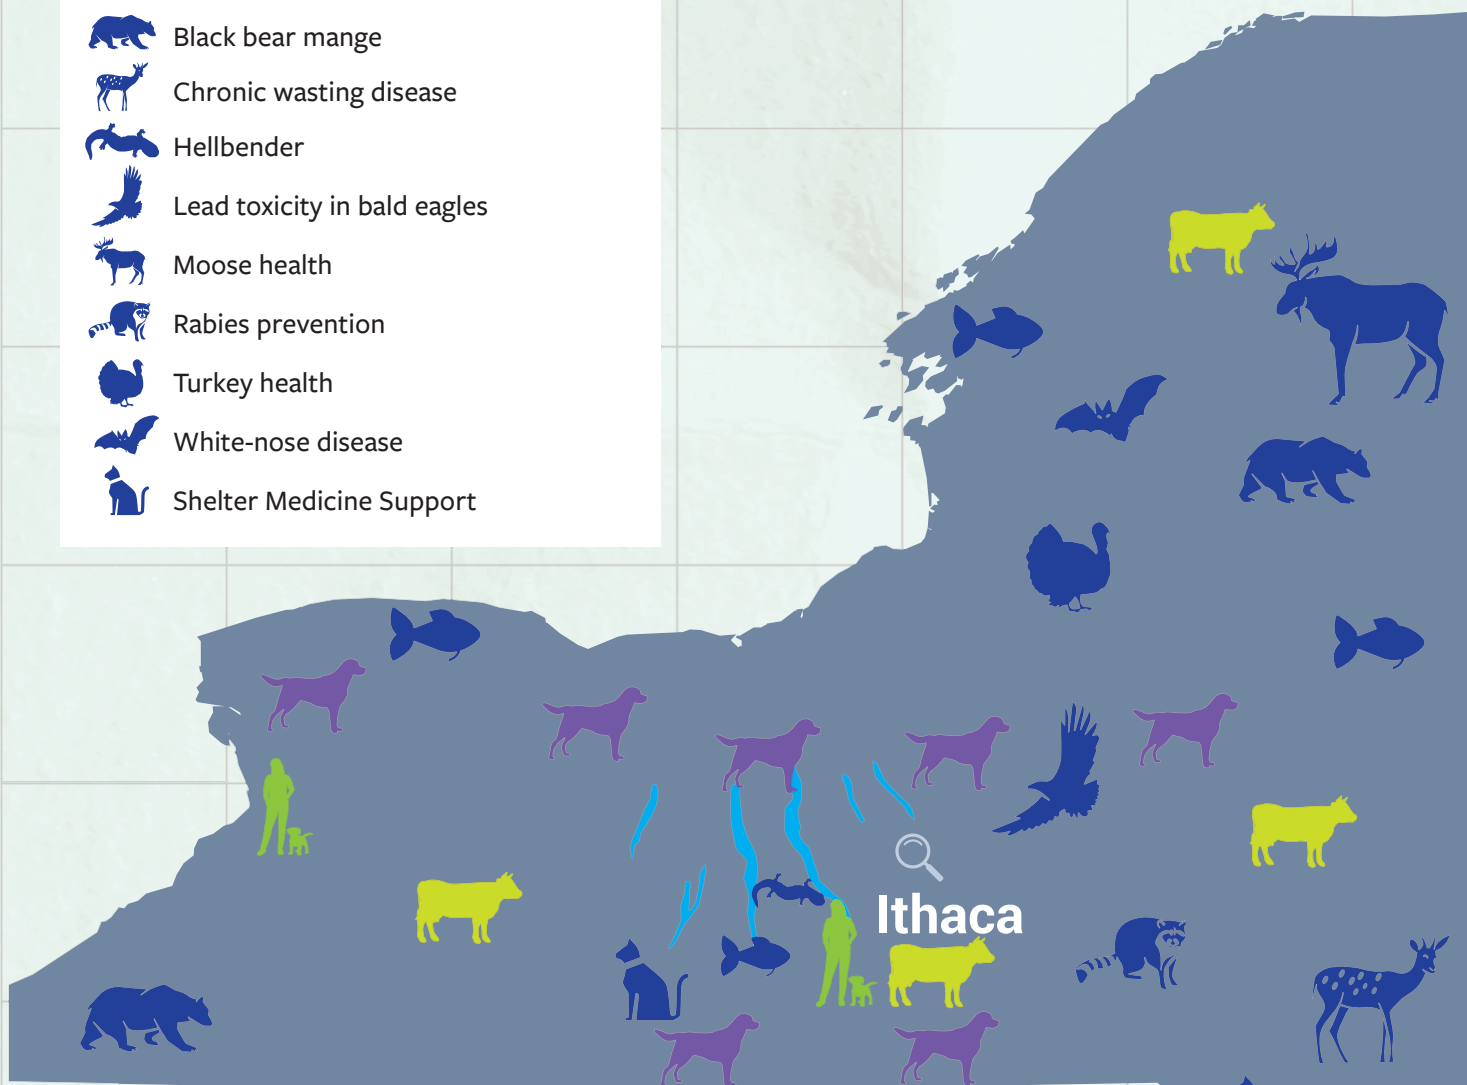 Black bear mange
Chronic wasting disease
Hellbender
Lead toxicity in bald eagles
Moose health
Rabies prevention
Turkey health
White-nose disease
Shelter Medicine Support
Ithaca